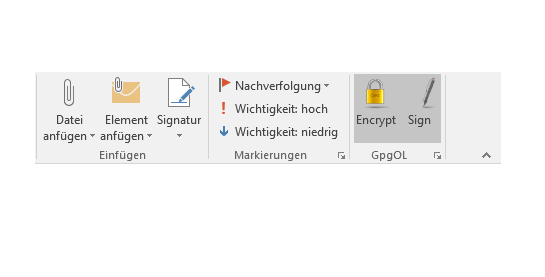 Datei anfügen
Element anfügen
Signatur
Einfügen
Nachverfolgung
Wichtigkeit: hoch
Wichtigkeit: niedrig
Markierungen
Encrypt
Sign
GpgOL